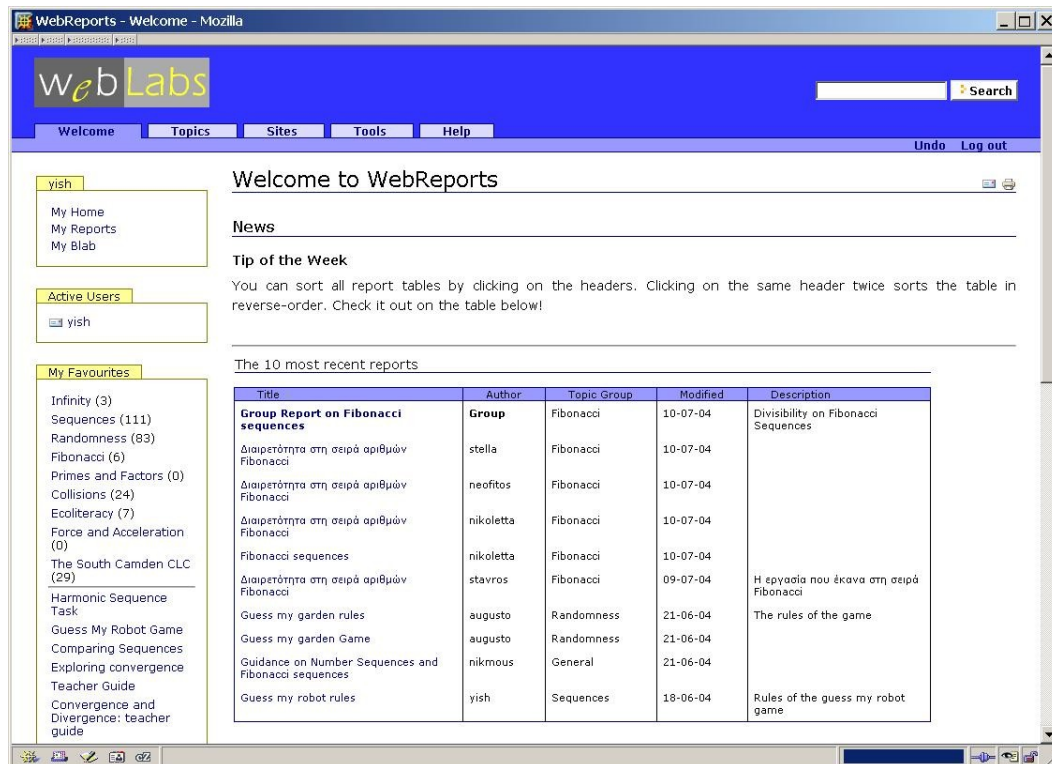 WebReports - Welcome - Mozilla
WebLabs
Search
Welcome
Topics
Sites
Tools
Help
Undo
Log out
yish
My Home
My Reports
My Blab
Active Users
yish
My Favourites
Infinity (3)
Sequences (111)
Randomness (83)
Fibonacci (6)
Primes and Factors (0)
Collisions (24)
Ecoliteracy (7)
Force and Acceleration
(0)
The South Camden CLC
(29)
Harmonic Sequence
Task
Guess My Robot Game
Comparing Sequences
Exploring convergence
Teacher Guide
Convergence and
Divergence: teacher
guide
Welcome to WebReports
News
Tip of the Week
You can sort all report tables by clicking on the headers. Clicking on the same header twice sorts the table in
reverse-order. Check it out on the table below!
The 10 most recent reports
Title Author Topic Group Modified Description
Group Report on Fibonacci Group Fibonacci 10-07-04 Divisibility on Fibonacci
sequences Sequences
Διαιρετότητα στη σειρά αριθμών stella Fibonacci 10-07-04
Fibonacci
Διαιρετότητα στη σειρά αριθμών neofitos Fibonacci 10-07-04
Fibonacci
Διαιρετότητα στη σειρά αριθμών nikoletta Fibonacci 10-07-04
Fibonacci
Fibonacci sequences nikoletta Fibonacci 10-07-04
Διαιρετότητα στη σειρά αριθμών stavros Fibonacci 09-07-04 Η εργασία που έκανα στη σειρά
Fibonacci Fibonacci
Guess my garden rules augusto Randomness 21-06-04 The rules of the game
Guess my garden Game augusto Randomness 21-06-04
Guidance on Number Sequences and nikmous General 21-06-04
Fibonacci sequences
Guess my robot rules yish Sequences 18-06-04 Rules of the guess my robot
game